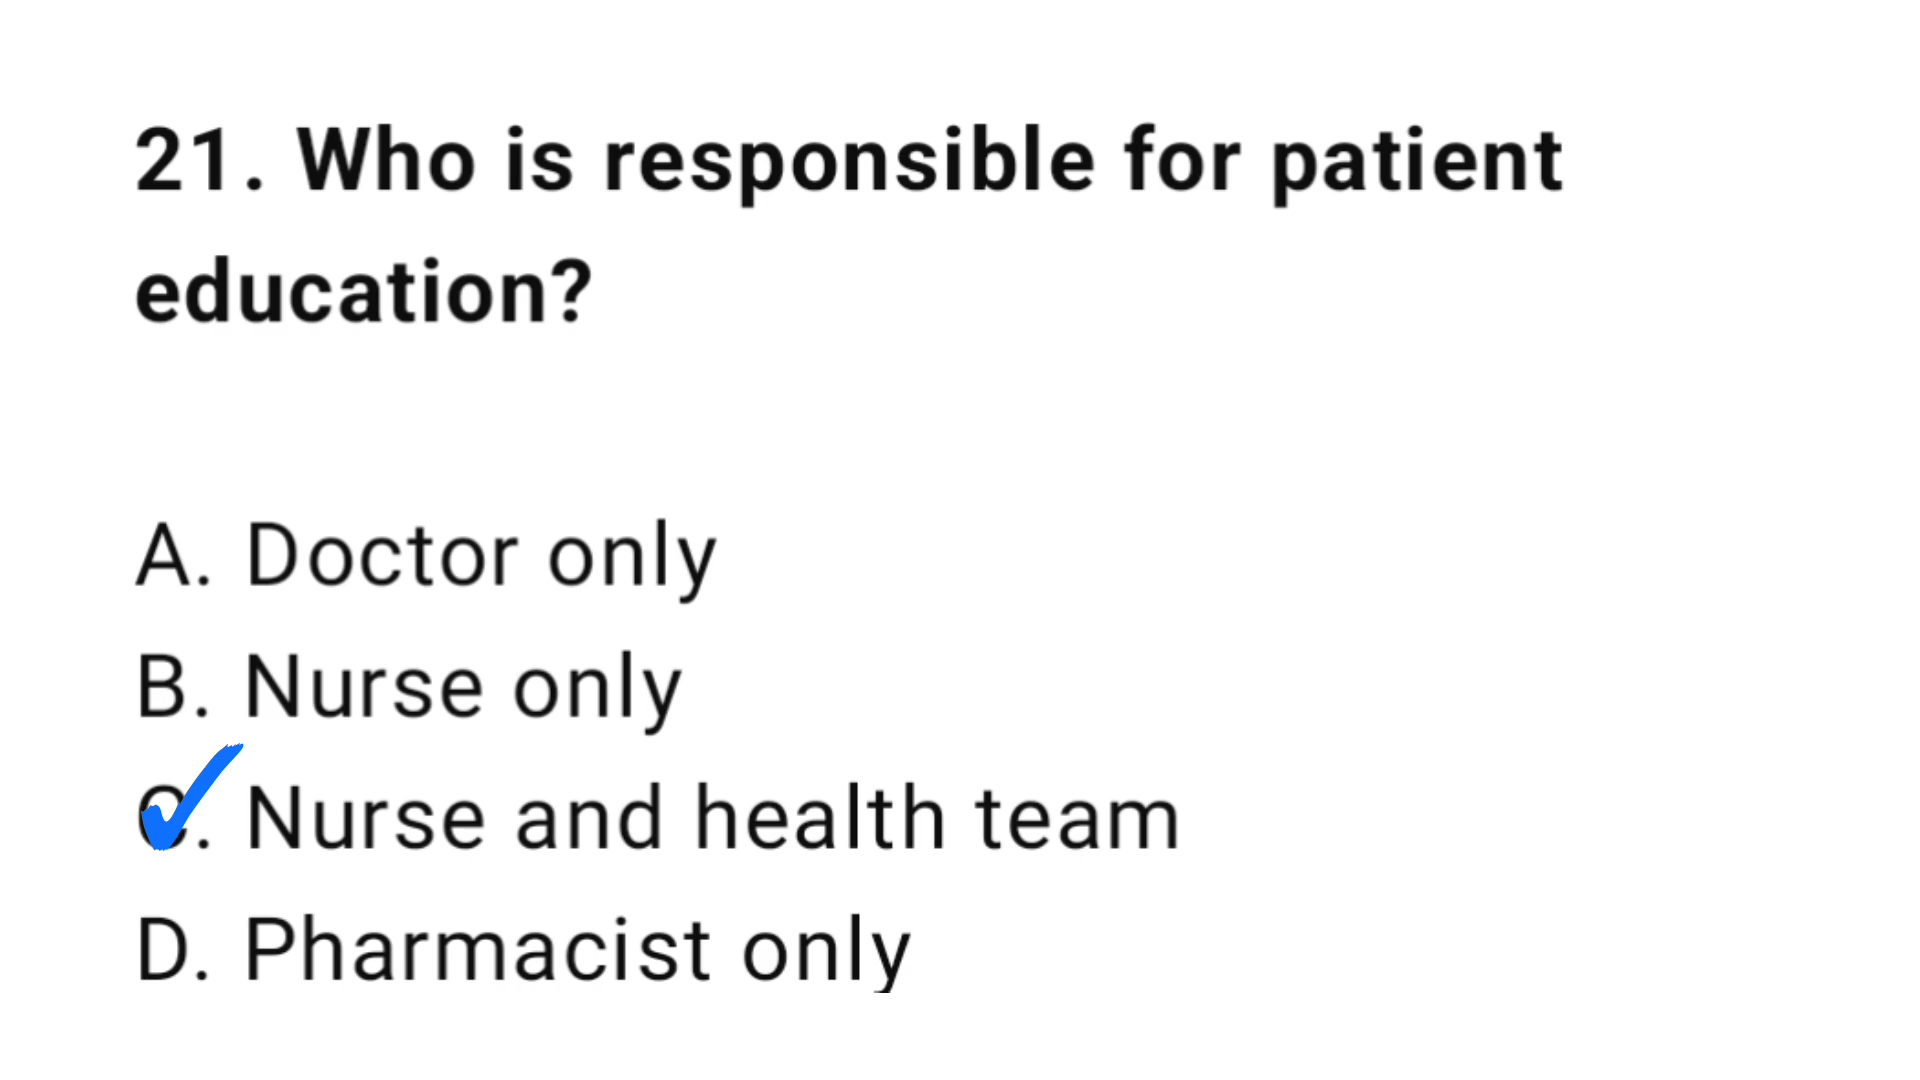 21. Who is responsible for patient
education?
A. Doctor only
B. Nurse only
C. Nurse and health team
D. Pharmacist only